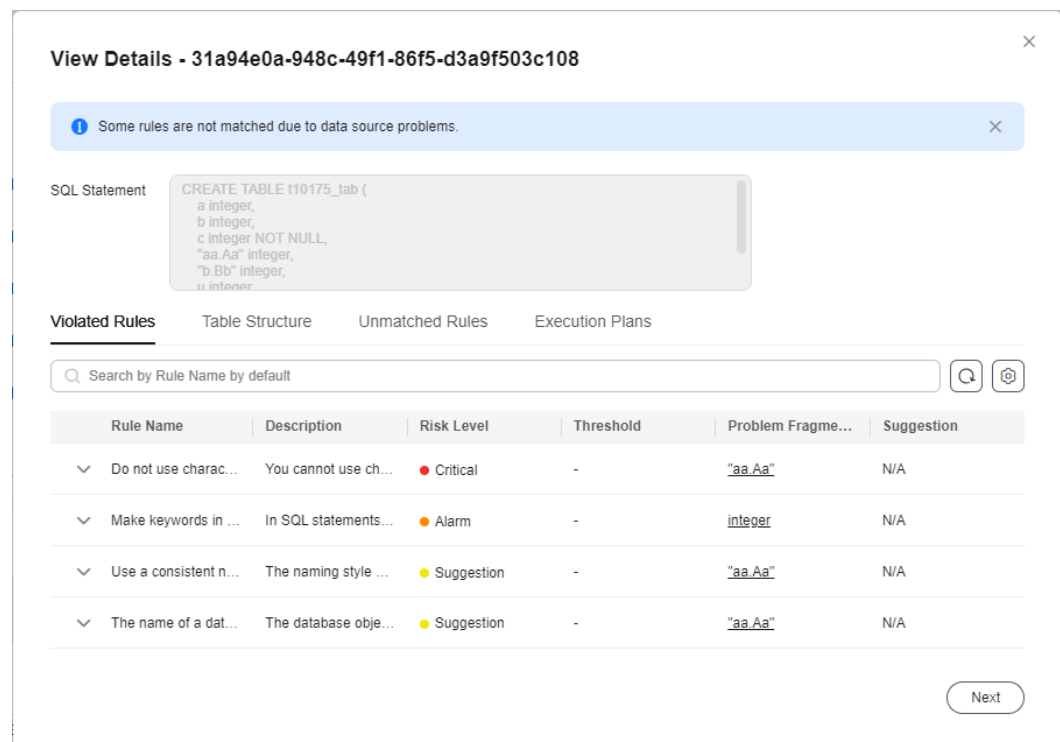 View Details - 31a94e0a-948c-49f1-86f5-d3a9f503c108
Some rules are not matched due to data source problems.
SQL Statement
CREATE TABLE t10175_tab (
a integer,
b integer,
c integer NOT NULL,
"aa.Aa" integer,
"b.Bb" integer,
u integer
Violated Rules Table Structure Unmatched Rules Execution Plans
Search by Rule Name by default
Rule Name Description Risk Level Threshold Problem Fragme... Suggestion
Do not use charac... You cannot use ch... Critical - "aa.Aa" N/A
Make keywords in ... In SQL statements... Alarm - integer N/A
Use a consistent n... The naming style ... Suggestion - "aa.Aa" N/A
The name of a dat... The database obje... Suggestion - "aa.Aa" N/A
Next